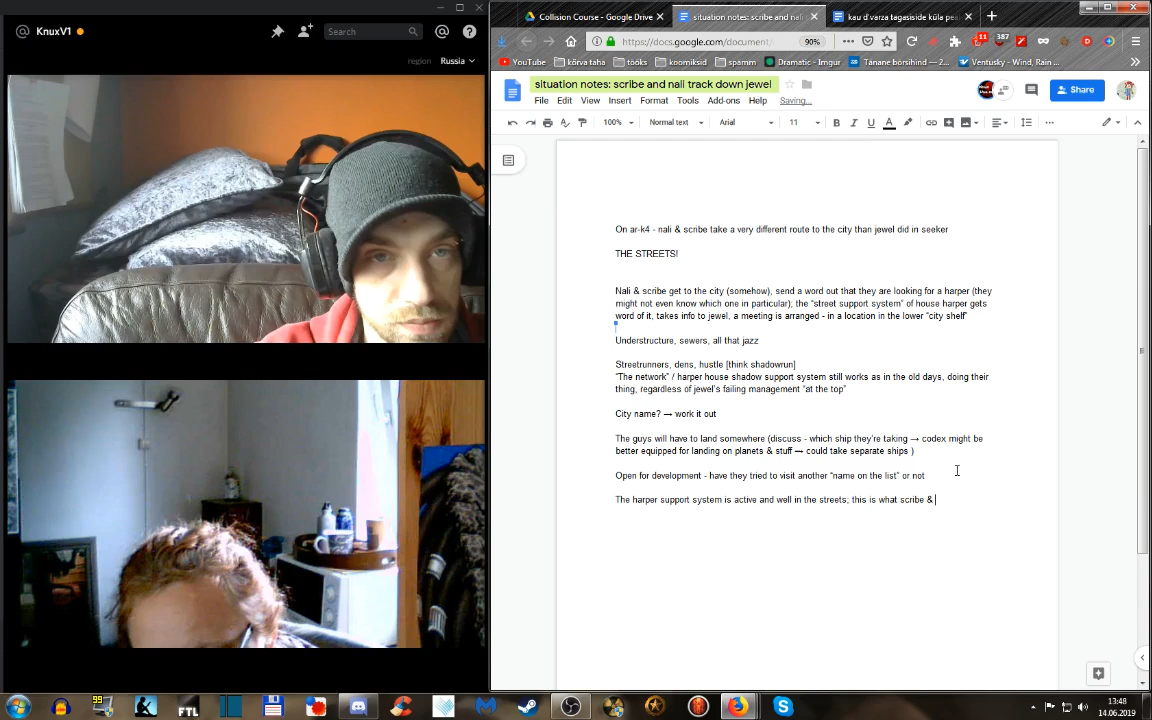 KnuxV1
Search
region Russia
Collision Course - Google Drive
situation notes: scribe and nali
kau d'varza tagasiside küla pea
https://docs.google.com/document/
90%
11
387
YouTube
kõrva taha
tööks
koomiksid
spamm
Dramatic - Imgur
Tänane börsihind — 2...
Ventusky - Wind, Rain ...
situation notes: scribe and nali track down jewel
File Edit View Insert Format Tools Add-ons Help Saving...
Share
100% Normal text Arial 11
On ar-k4 - nali & scribe take a very different route to the city than jewel did in seeker
THE STREETS!
Nali & scribe get to the city (somehow), send a word out that they are looking for a harper (they
might not even know which one in particular); the “street support system” of house harper gets
word of it, takes info to jewel, a meeting is arranged - in a location in the lower “city shelf”
Understructure, sewers, all that jazz
Streetrunners, dens, hustle [think shadowrun]
“The network” / harper house shadow support system still works as in the old days, doing their
thing, regardless of jewel’s failing management “at the top”
City name? → work it out
The guys will have to land somewhere (discuss - which ship they’re taking → codex might be
better equipped for landing on planets & stuff → could take separate ships )
Open for development - have they tried to visit another “name on the list” or not
The harper support system is active and well in the streets; this is what scribe &
99
FTL
13:48
14.06.2019